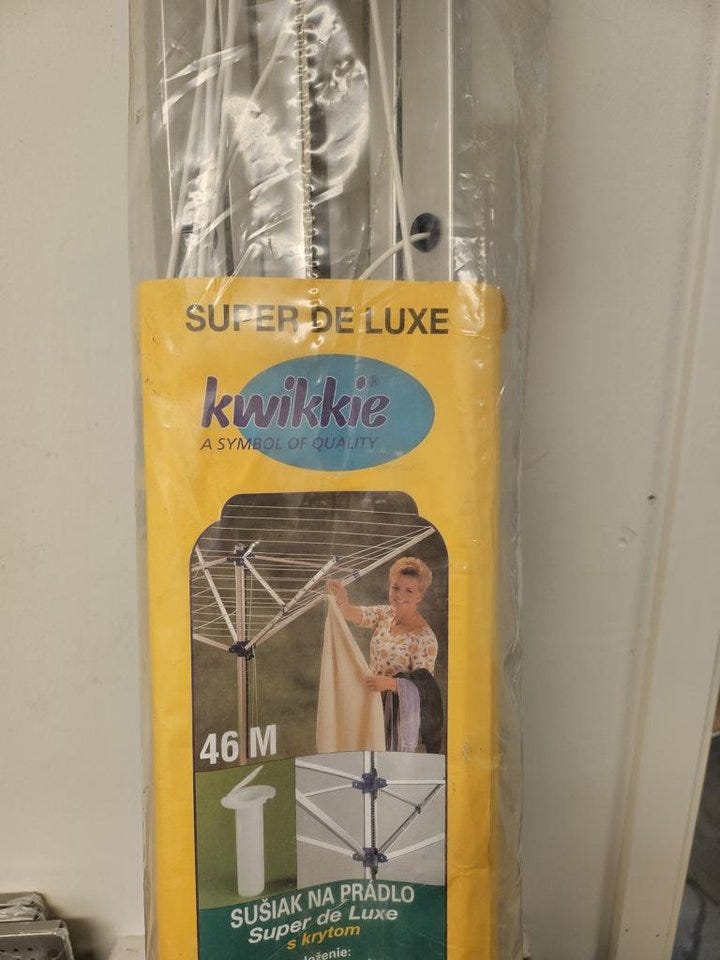 SUPER DE LUXE
kwikkie®
A SYMBOL OF QUALITY
46 M
SUŠIAK NA PRÁDLO
Super de Luxe
s krytom